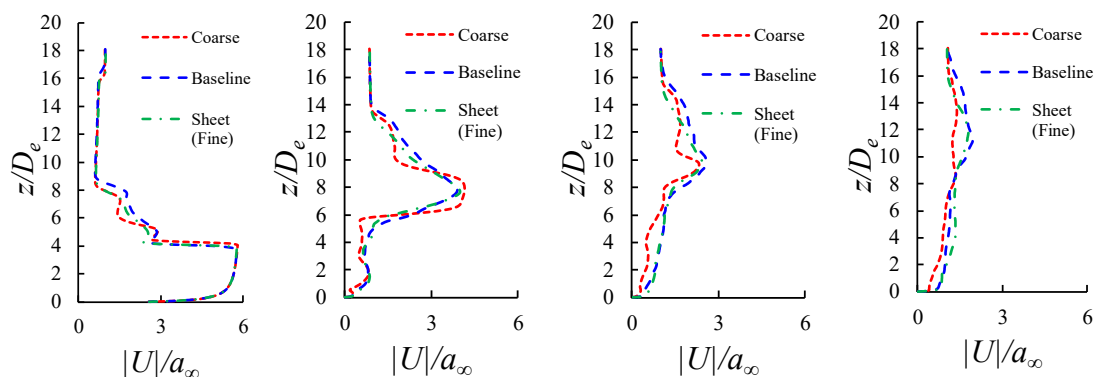 20
18
16
14
12
10
8
6
4
2
0
z/Dₑ
Coarse
Baseline
Sheet
(Fine)
0 3 6
|U|/a∞
20
18
16
14
12
10
8
6
4
2
0
z/Dₑ
Coarse
Baseline
Sheet
(Fine)
0 3 6
|U|/a∞
20
18
16
14
12
10
8
6
4
2
0
z/Dₑ
Coarse
Baseline
Sheet
(Fine)
0 3 6
|U|/a∞
20
18
16
14
12
10
8
6
4
2
0
z/Dₑ
Coarse
Baseline
Sheet
(Fine)
0 3 6
|U|/a∞